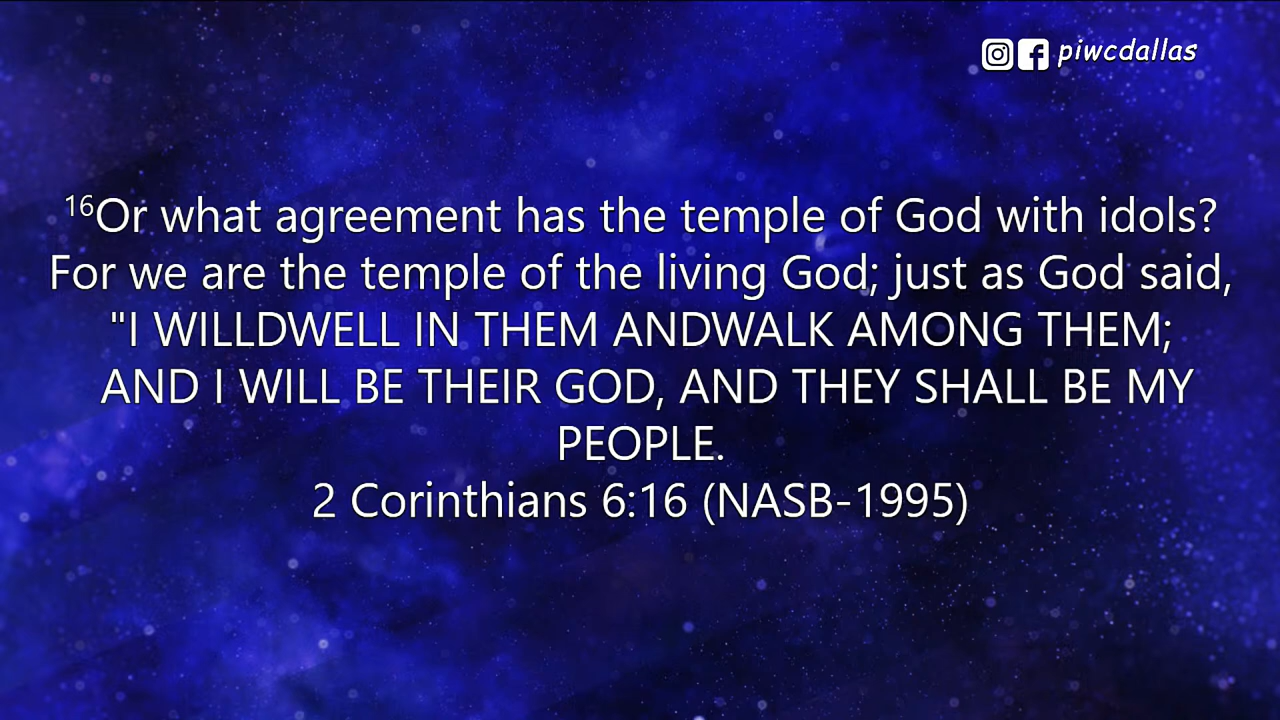 piwcdallas
16Or what agreement has the temple of God with idols?
For we are the temple of the living God; just as God said,
"I WILLDWELL IN THEM ANDWALK AMONG THEM;
AND I WILL BE THEIR GOD, AND THEY SHALL BE MY
PEOPLE.
2 Corinthians 6:16 (NASB-1995)